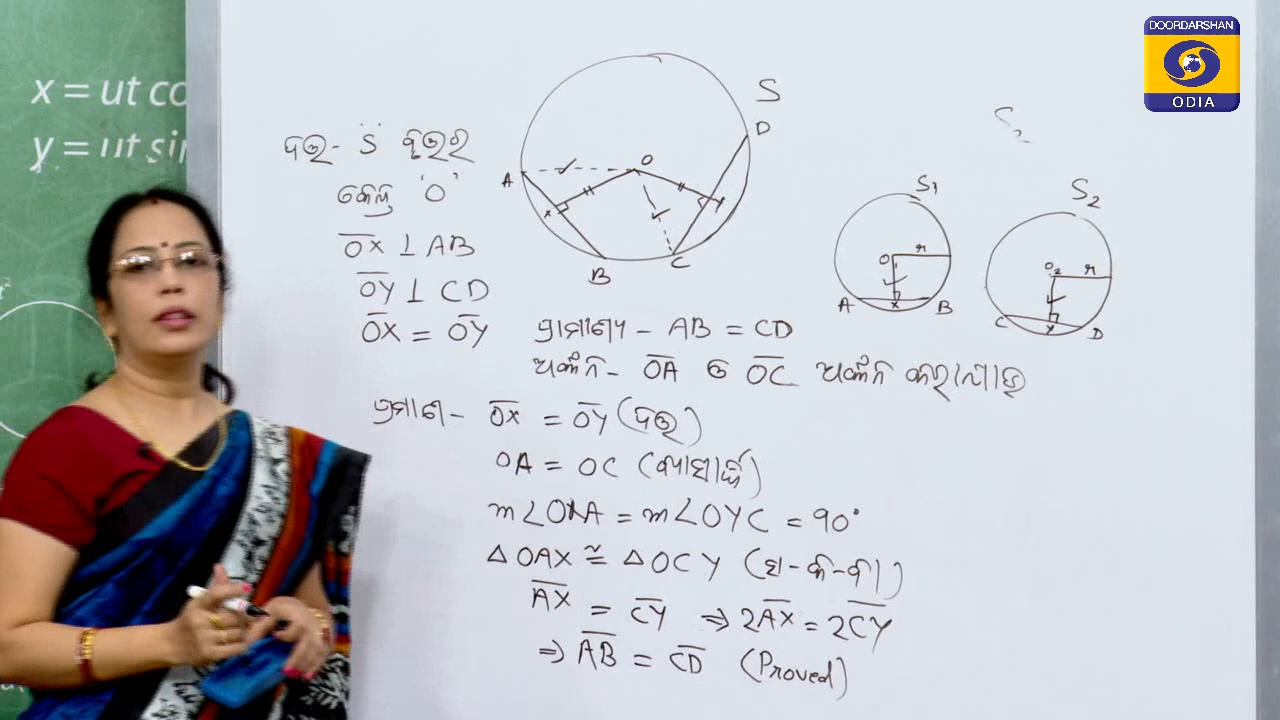 x = ut co
y = ut sin
DOORDARSHAN
ODIA
S
D
O
A
B
C
S₂
S1
O
r
A
x
B
S2
O2
r
C
Y
D
ଦତ୍ତ- S ବୃତ୍ତର
କେନ୍ଦ୍ର 'O'
OX ⊥ AB
OY ⊥ CD
OX = OY
ପ୍ରାମାଣ୍ୟ - AB = CD
ଅଙ୍କନ- OA ଓ OC ଅଙ୍କନ କରାଯାଉ
ପ୍ରମାଣ- OX = OY (ଦତ୍ତ)
OA = OC (ବ୍ୟାସାର୍ଦ୍ଧ)
m∠OXA = m∠OYC = 90°
△OAX ≅ △OCY (ସ-କ-ବା)
AX = CY ⇒ 2AX = 2CY
⇒ AB = CD (Proved)